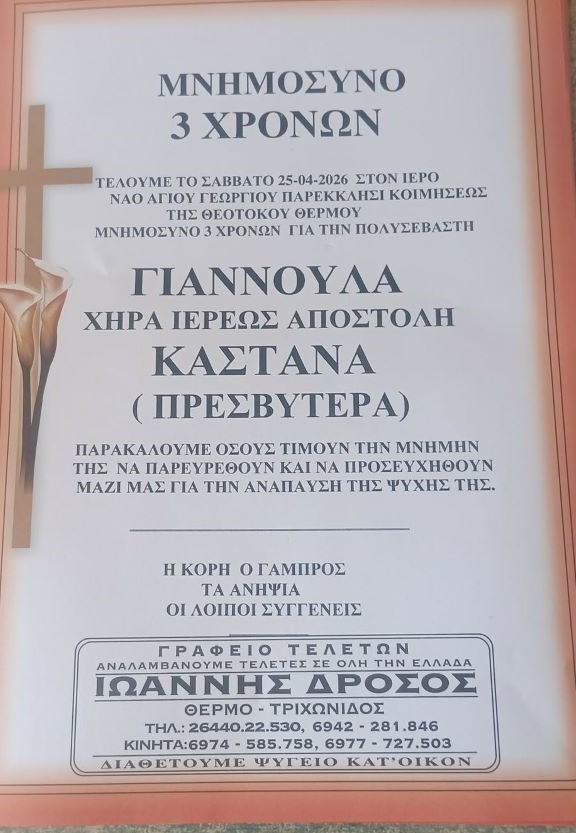 ΜΝΗΜΟΣΥΝΟ
3 ΧΡΟΝΩΝ
ΤΕΛΟΥΜΕ ΤΟ ΣΑΒΒΑΤΟ 25-04-2026 ΣΤΟΝ ΙΕΡΟ
ΝΑΟ ΑΓΙΟΥ ΓΕΩΡΓΙΟΥ ΠΑΡΕΚΚΛΗΣΙ ΚΟΙΜΗΣΕΩΣ
ΤΗΣ ΘΕΟΤΟΚΟΥ ΘΕΡΜΟΥ
ΜΝΗΜΟΣΥΝΟ 3 ΧΡΟΝΩΝ ΓΙΑ ΤΗΝ ΠΟΛΥΣΕΒΑΣΤΗ
ΓΙΑΝΝΟΥΛΑ
ΧΗΡΑ ΙΕΡΕΩΣ ΑΠΟΣΤΟΛΗ
ΚΑΣΤΑΝΑ
( ΠΡΕΣΒΥΤΕΡΑ)
ΠΑΡΑΚΑΛΟΥΜΕ ΟΣΟΥΣ ΤΙΜΟΥΝ ΤΗΝ ΜΝΗΜΗΝ
ΤΗΣ ΝΑ ΠΑΡΕΥΡΕΘΟΥΝ ΚΑΙ ΝΑ ΠΡΟΣΕΥΧΗΘΟΥΝ
ΜΑΖΙ ΜΑΣ ΓΙΑ ΤΗΝ ΑΝΑΠΑΥΣΗ ΤΗΣ ΨΥΧΗΣ ΤΗΣ.
Η ΚΟΡΗ Ο ΓΑΜΠΡΟΣ
ΤΑ ΑΝΗΨΙΑ
ΟΙ ΛΟΙΠΟΙ ΣΥΓΓΕΝΕΙΣ
ΓΡΑΦΕΙΟ ΤΕΛΕΤΩΝ
ΑΝΑΛΑΜΒΑΝΟΥΜΕ ΤΕΛΕΤΕΣ ΣΕ ΟΛΗ ΤΗΝ ΕΛΛΑΔΑ
ΙΩΑΝΝΗΣ ΔΡΟΣΟΣ
ΘΕΡΜΟ - ΤΡΙΧΩΝΙΔΟΣ
ΤΗΛ.: 26440.22.530, 6942 - 281.846
ΚΙΝΗΤΑ:6974 - 585.758, 6977 - 727.503
ΔΙΑΘΕΤΟΥΜΕ ΨΥΓΕΙΟ ΚΑΤ'ΟΙΚΟΝ